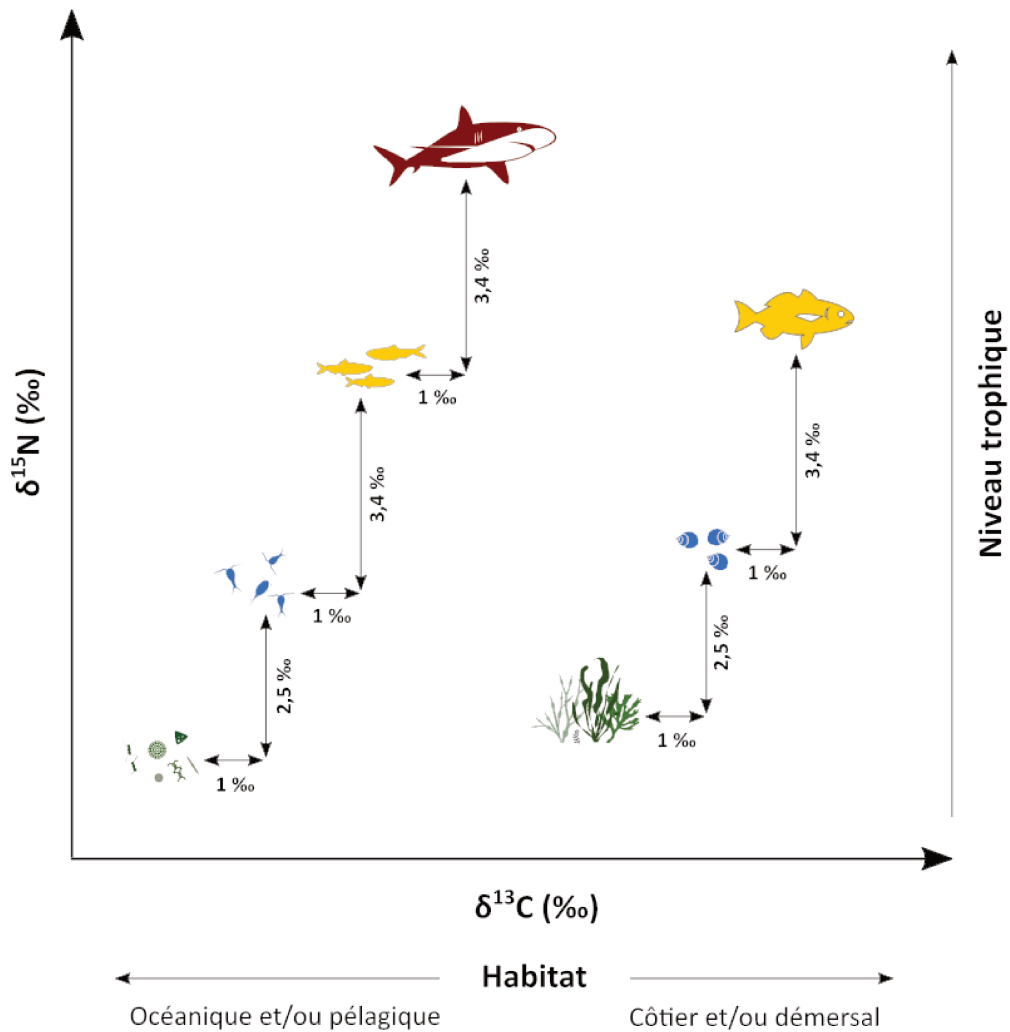 3,4 ‰
3,4 ‰
1 ‰
3,4 ‰
1 ‰
1 ‰
2,5 ‰
2,5 ‰
1 ‰
1 ‰
δ¹⁵N (‰)
Niveau trophique
δ¹³C (‰)
Habitat
Océanique et/ou pélagique
Côtier et/ou démersal